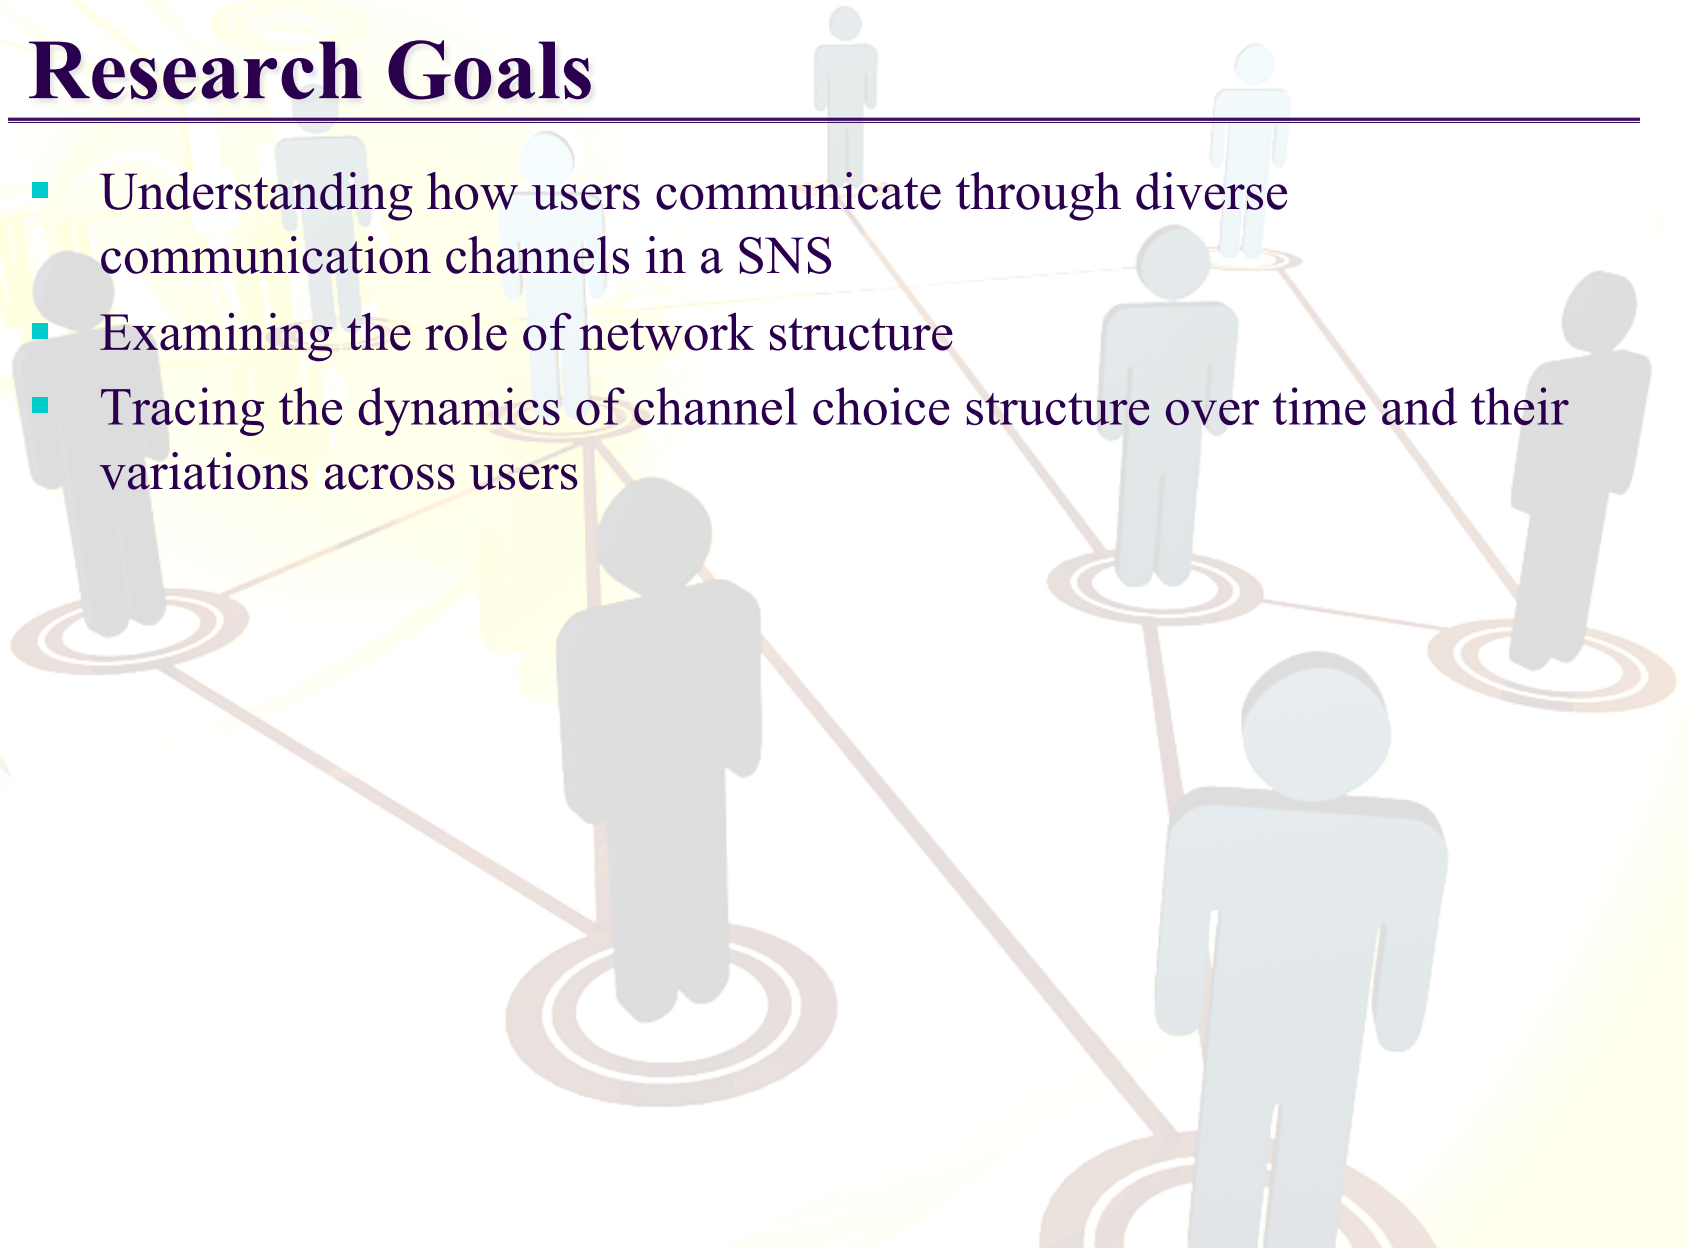 Research Goals
Understanding how users communicate through diverse
communication channels in a SNS
Examining the role of network structure
Tracing the dynamics of channel choice structure over time and their
variations across users